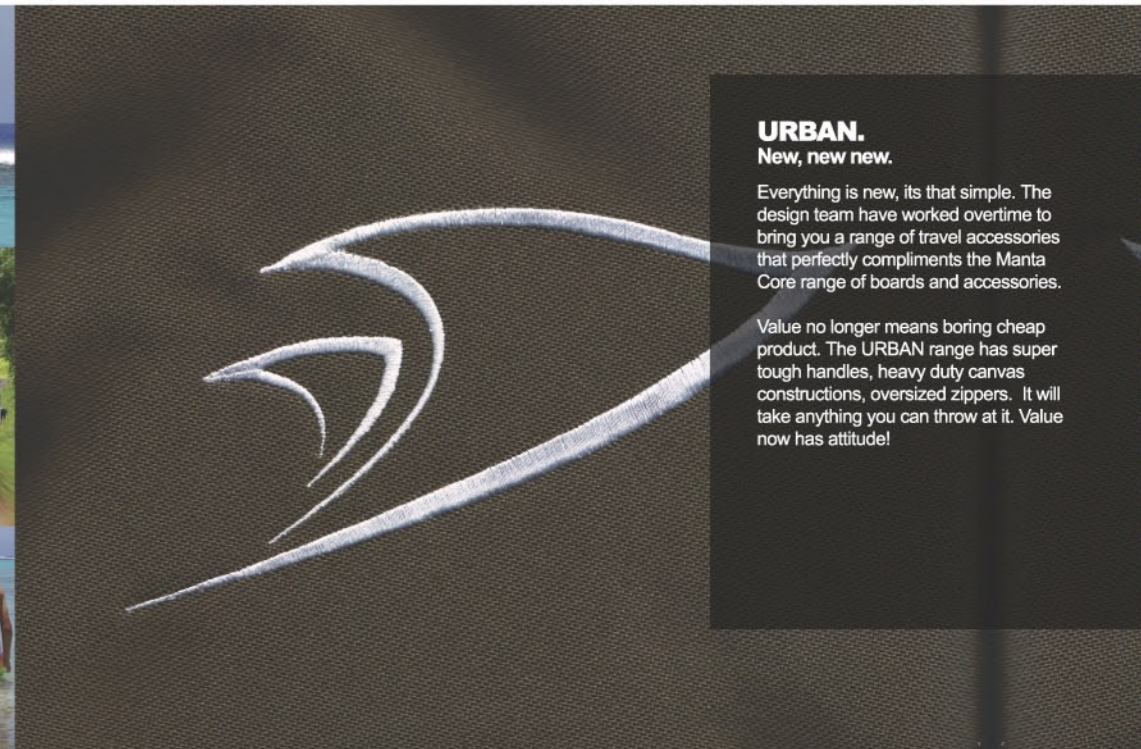 URBAN.
New, new new.
Everything is new, its that simple. The
design team have worked overtime to
bring you a range of travel accessories
that perfectly compliments the Manta
Core range of boards and accessories.
Value no longer means boring cheap
product. The URBAN range has super
tough handles, heavy duty canvas
constructions, oversized zippers.  It will
take anything you can throw at it. Value
now has attitude!